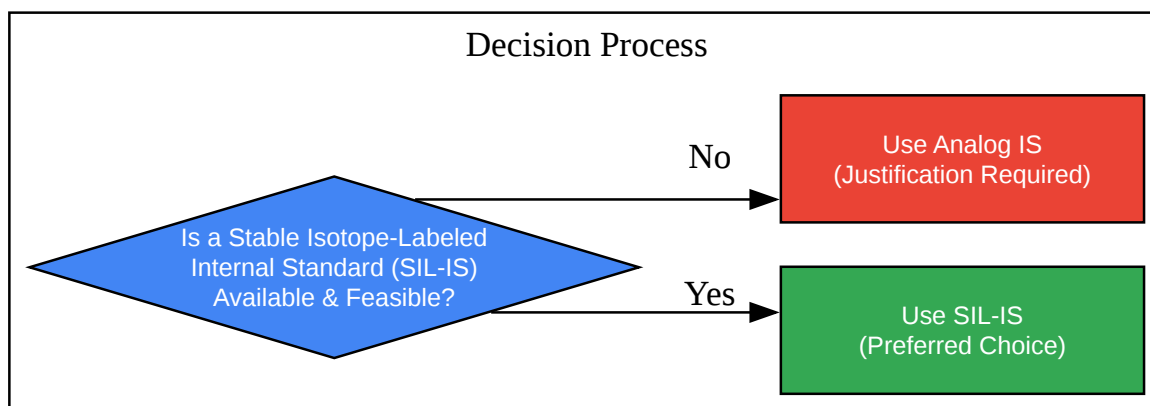 Decision Process
No
Use Analog IS
(Justification Required)
Is a Stable Isotope-Labeled
Internal Standard (SIL-IS)
Available & Feasible?
Yes
Use SIL-IS
(Preferred Choice)